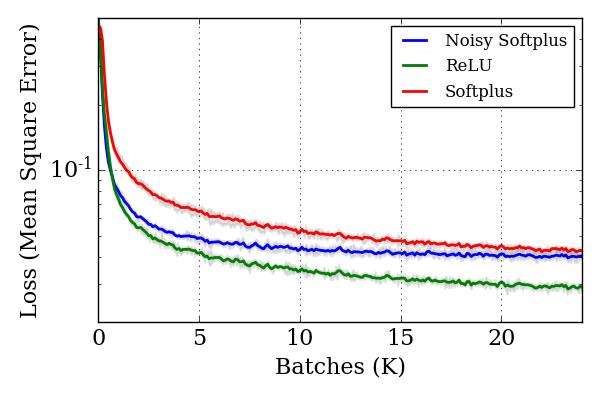 Noisy Softplus
ReLU
Softplus
Loss (Mean Square Error)
10⁻¹
0 5 10 15 20
Batches (K)